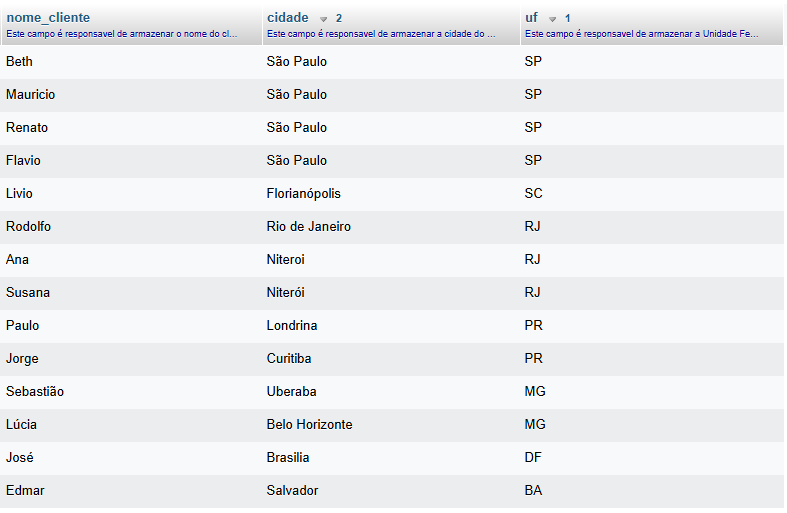 nome_cliente cidade 2 uf 1
Este campo é responsavel de armazenar o nome do cl... Este campo é responsavel de armazenar a cidade do ... Este campo é responsavel de armazenar a Unidade Fe...
Beth São Paulo SP
Mauricio São Paulo SP
Renato São Paulo SP
Flavio São Paulo SP
Livio Florianópolis SC
Rodolfo Rio de Janeiro RJ
Ana Niteroi RJ
Susana Niterói RJ
Paulo Londrina PR
Jorge Curitiba PR
Sebastião Uberaba MG
Lúcia Belo Horizonte MG
José Brasilia DF
Edmar Salvador BA